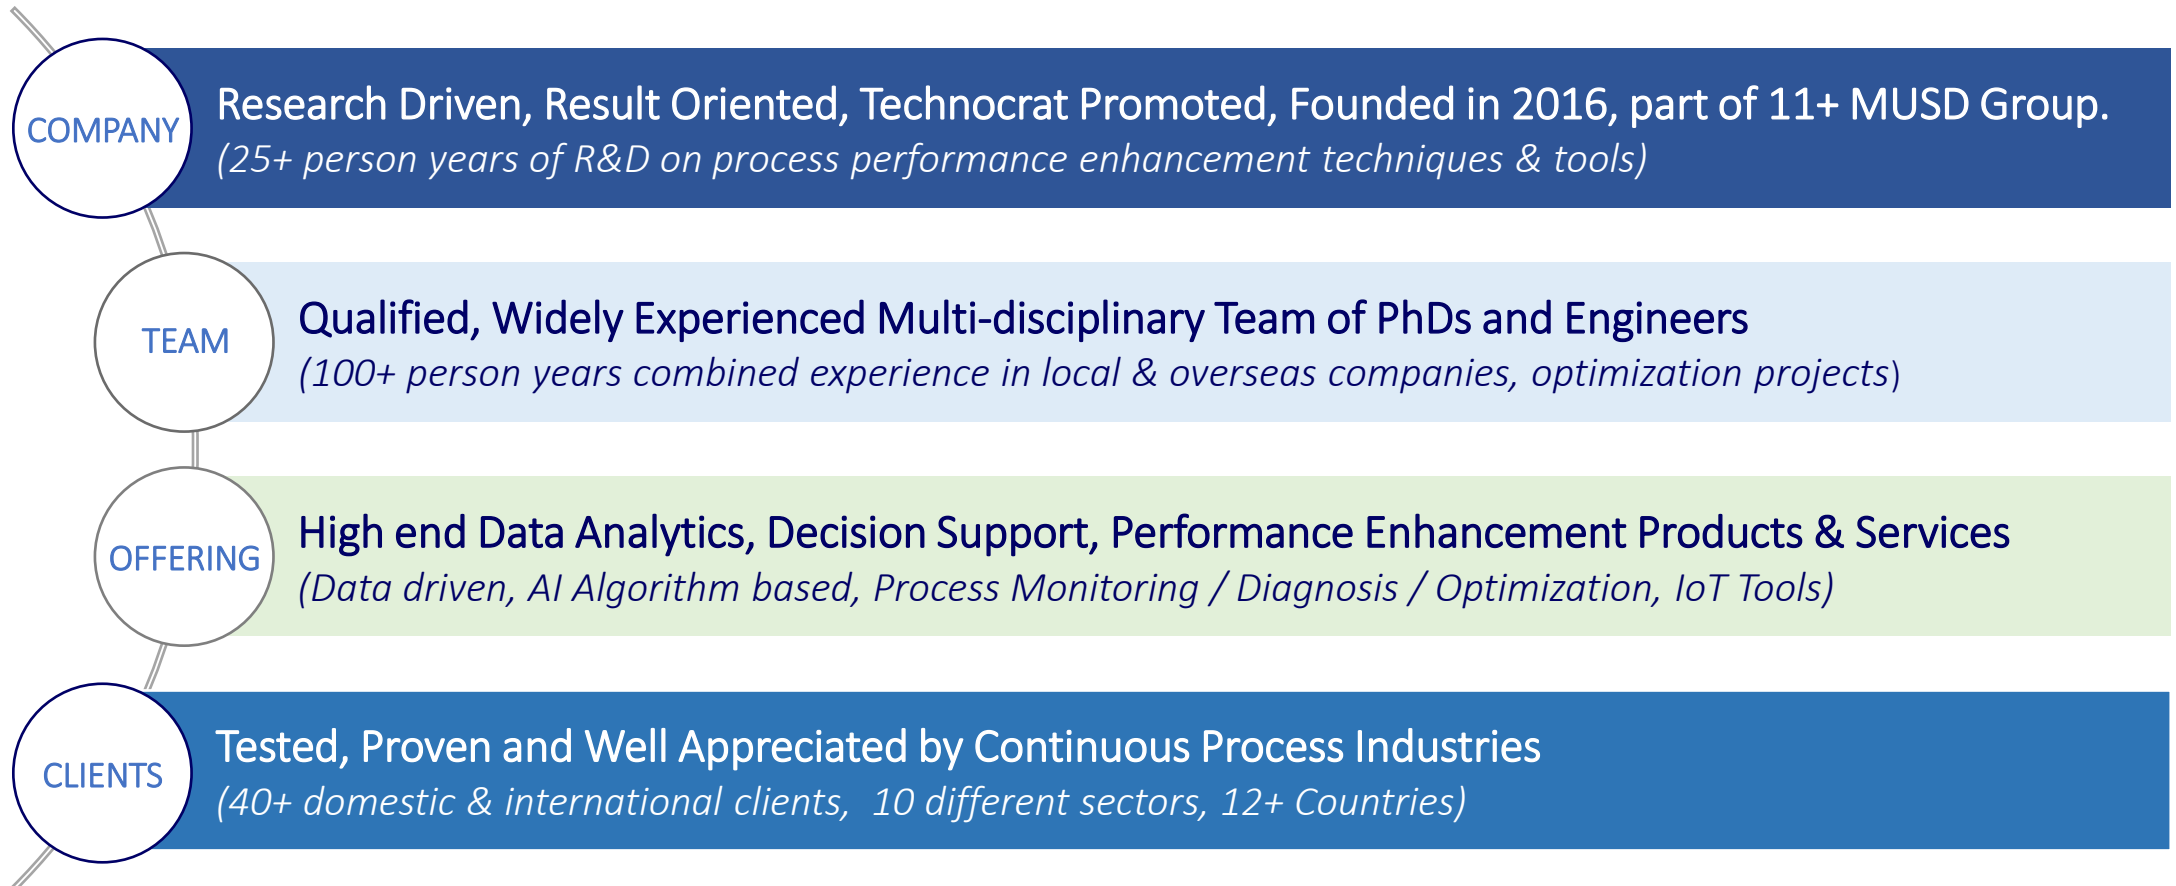 COMPANY
Research Driven, Result Oriented, Technocrat Promoted, Founded in 2016, part of 11+ MUSD Group.
(25+ person years of R&D on process performance enhancement techniques & tools)
TEAM
Qualified, Widely Experienced Multi-disciplinary Team of PhDs and Engineers
(100+ person years combined experience in local & overseas companies, optimization projects)
OFFERING
High end Data Analytics, Decision Support, Performance Enhancement Products & Services
(Data driven, AI Algorithm based, Process Monitoring / Diagnosis / Optimization, IoT Tools)
CLIENTS
Tested, Proven and Well Appreciated by Continuous Process Industries
(40+ domestic & international clients, 10 different sectors, 12+ Countries)